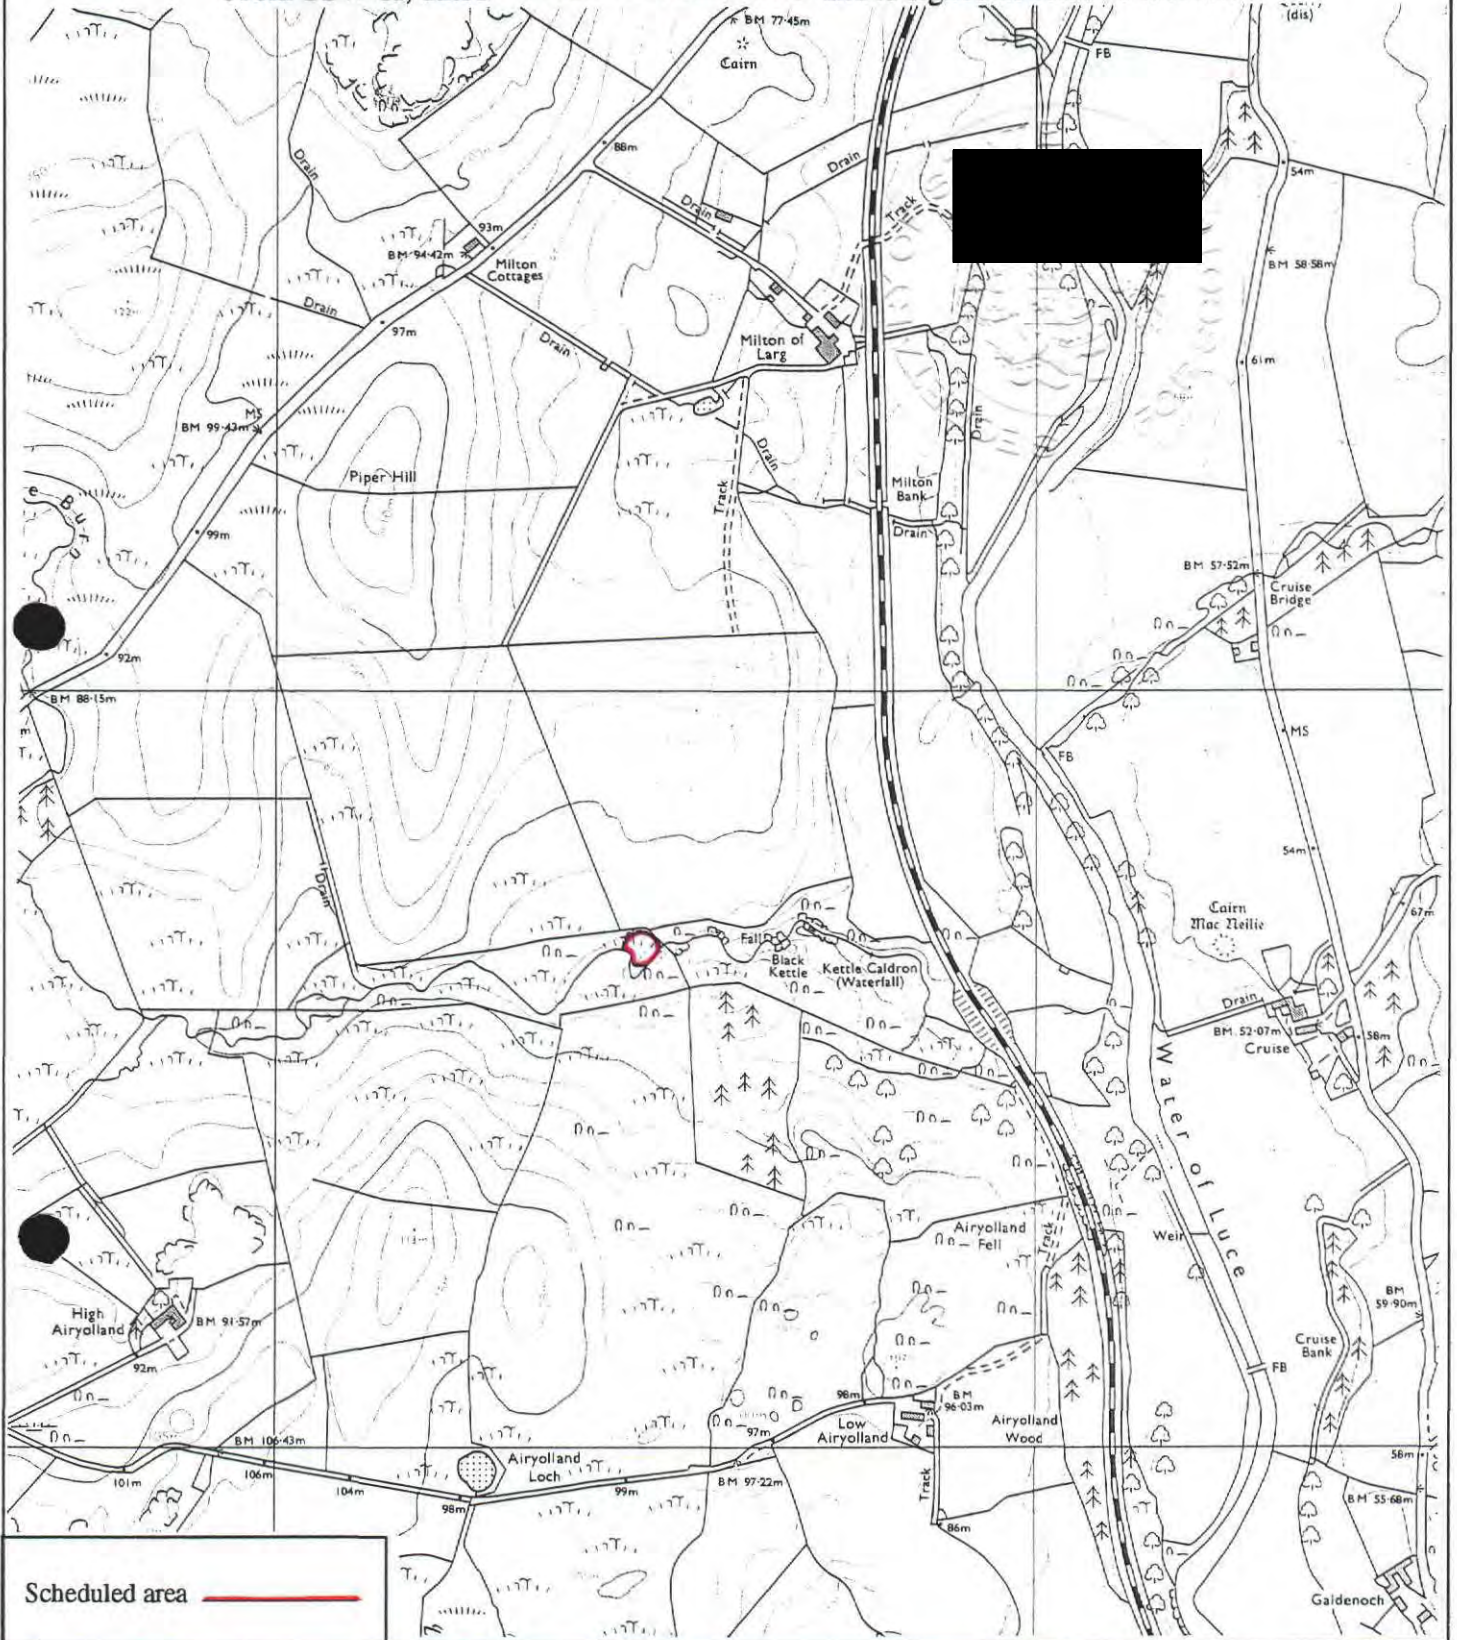 (dis)
BM 77·45m
Cairn
FB
88m
Drain
Drain
Drain
Track
54m
93m
BM 94·42m
Milton
Cottages
BM 58·58m
Drain
97m
Drain
Milton of
Larg
61m
MS
BM 99·43m
Drain
Drain
Piper Hill
Track
Milton
Bank
e Burn
99m
Drain
BM 57·52m
Cruise
Bridge
92m
BM 88·15m
MS
FB
54m
Drain
Cairn
Mac Neilie
67m
Fall
Black
Kettle
Kettle Caldron
(Waterfall)
Drain
BM 52·07m
Cruise
58m
Water of Luce
Airyolland
Fell
Track
Weir
High
Airyolland
BM 91·57m
92m
BM
59·90m
Cruise
Bank
FB
98m
BM
96·03m
Low
Airyolland
Airyolland
Wood
97m
BM 106·43m
101m
106m
104m
98m
Airyolland
Loch
99m
BM 97·22m
Track
86m
58m
BM 55·68m
Galdenoch
Scheduled area